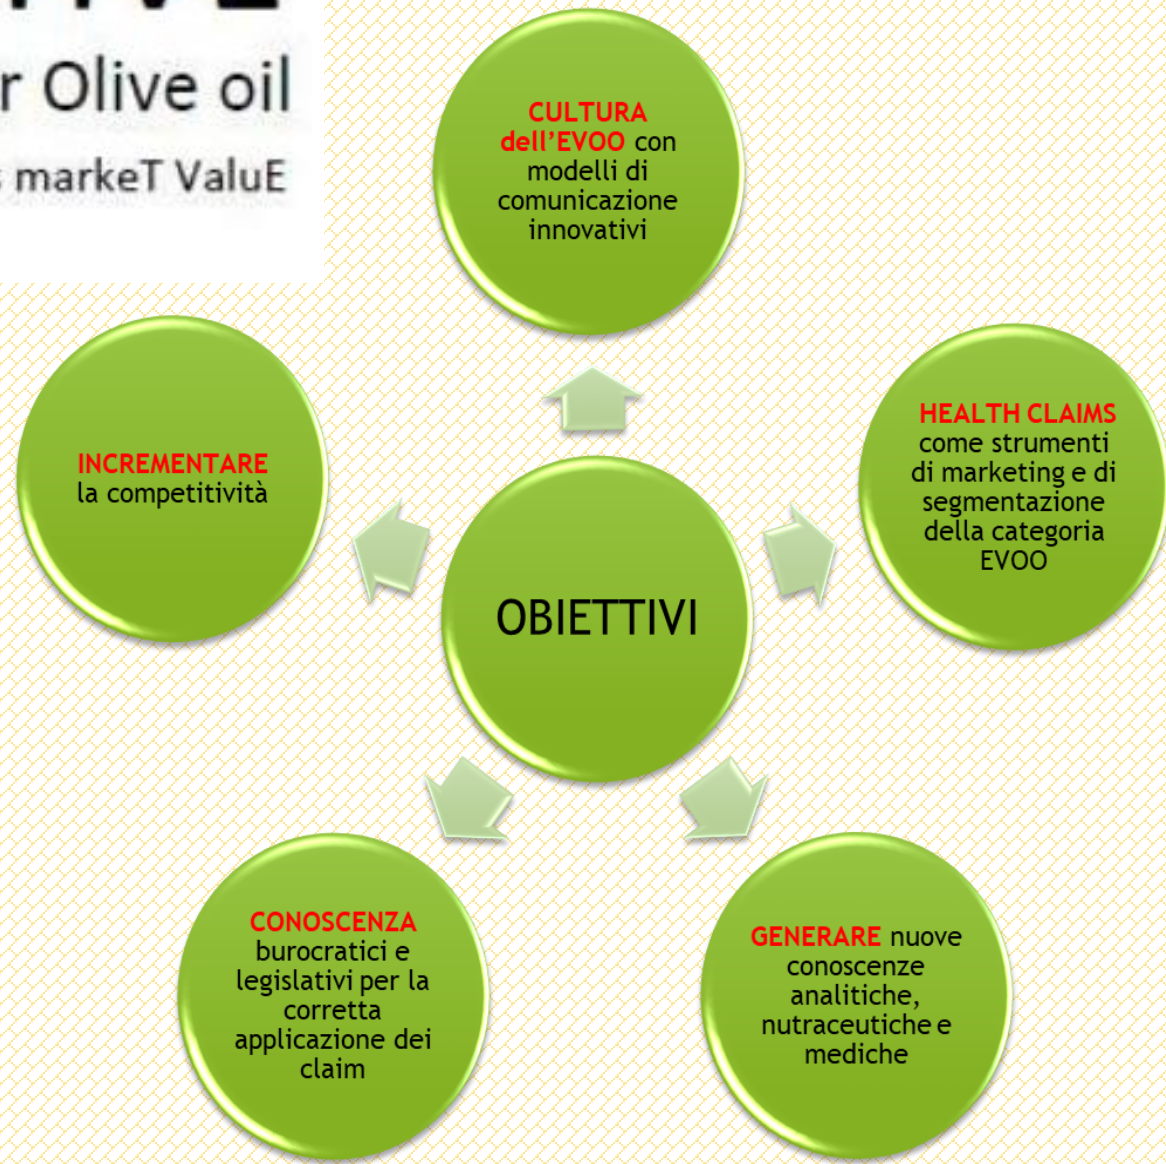 r Olive oil
s markeT ValuE
CULTURA
dell’EVOO con
modelli di
comunicazione
innovativi
INCREMENTARE
la competitività
HEALTH CLAIMS
come strumenti
di marketing e di
segmentazione
della categoria
EVOO
OBIETTIVI
CONOSCENZA
burocratici e
legislativi per la
corretta
applicazione dei
claim
GENERARE nuove
conoscenze
analitiche,
nutraceutiche e
mediche